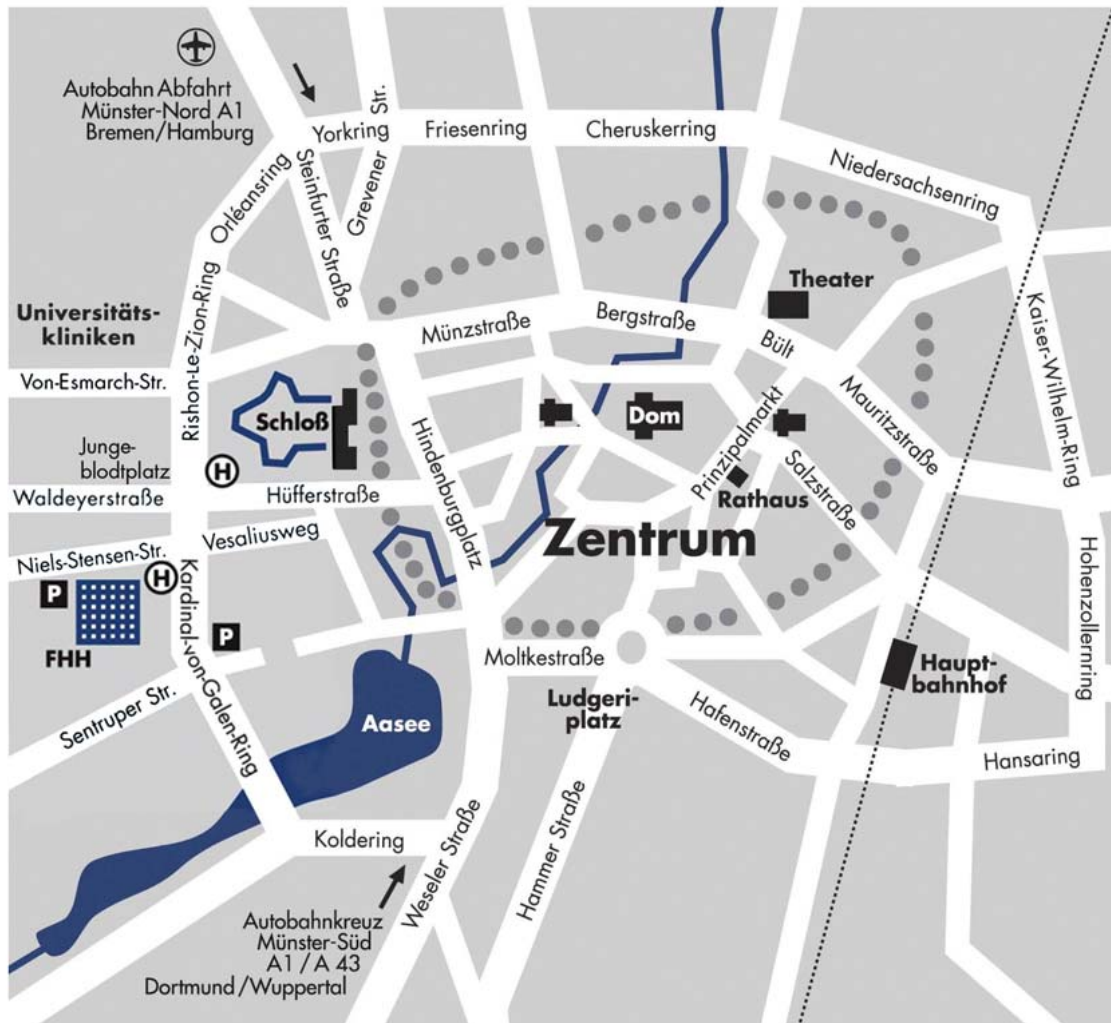 Autobahn Abfahrt
Münster-Nord A1
Bremen/Hamburg
Yorkring
Grevener Str.
Friesenring
Cheruskerring
Niedersachsenring
Orléansring
Steinfurter Straße
Theater
Universitäts-
kliniken
Rishon-Le-Zion-Ring
Münzstraße
Bergstraße
Bült
Kaiser-Wilhelm-Ring
Von-Esmarch-Str.
Schloß
Dom
Prinzipalmarkt
Mauritzstraße
Hindenburgplatz
Junge-
blodtplatz
H
Waldeyerstraße
Hüfferstraße
Rathaus
Salzstraße
Vesaliusweg
Zentrum
Niels-Stensen-Str.
H
P
FHH
P
Kardinal-von-Galen-Ring
Hohenzollernring
Moltkestraße
Haupt-
bahnhof
Ludgeri-
platz
Sentruper Str.
Aasee
Hafenstraße
Hansaring
Koldering
Weseler Straße
Hammer Straße
Autobahnkreuz
Münster-Süd
A1 / A 43
Dortmund/Wuppertal